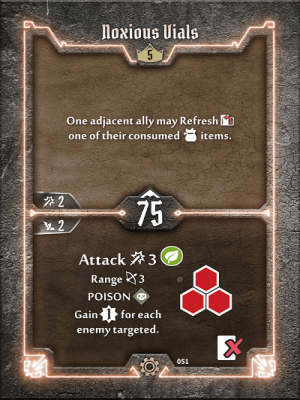 Noxious Vials
5
One adjacent ally may Refresh
one of their consumed items.
2
75
2
Attack 3
Range 3
POISON
Gain for each
enemy targeted.
051